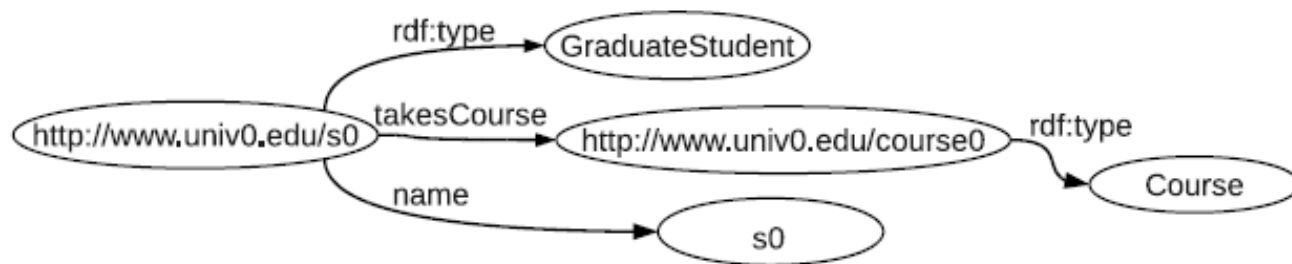 rdf:type
GraduateStudent
http://www.univ0.edu/s0
takesCourse
http://www.univ0.edu/course0
rdf:type
Course
name
s0